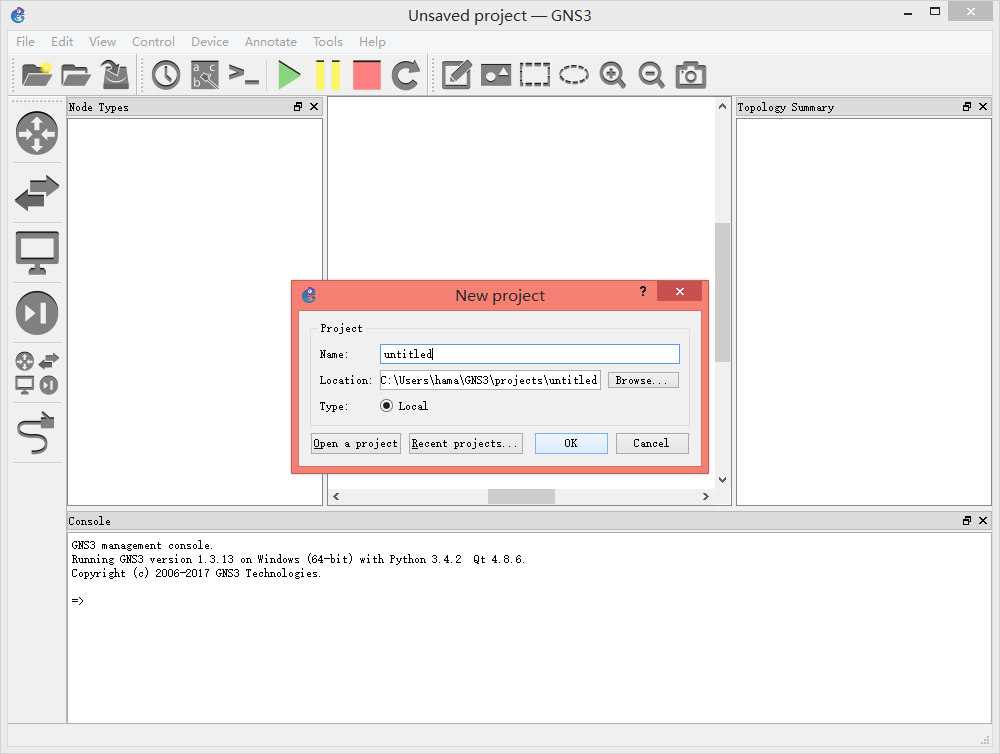 Unsaved project — GNS3
File Edit View Control Device Annotate Tools Help
Node Types
Topology Summary
New project
Project
Name: untitled
Location: C:\Users\hama\GNS3\projects\untitled Browse...
Type: Local
Open a project Recent projects... OK Cancel
Console
GNS3 management console.
Running GNS3 version 1.3.13 on Windows (64-bit) with Python 3.4.2 Qt 4.8.6.
Copyright (c) 2006-2017 GNS3 Technologies.
=>